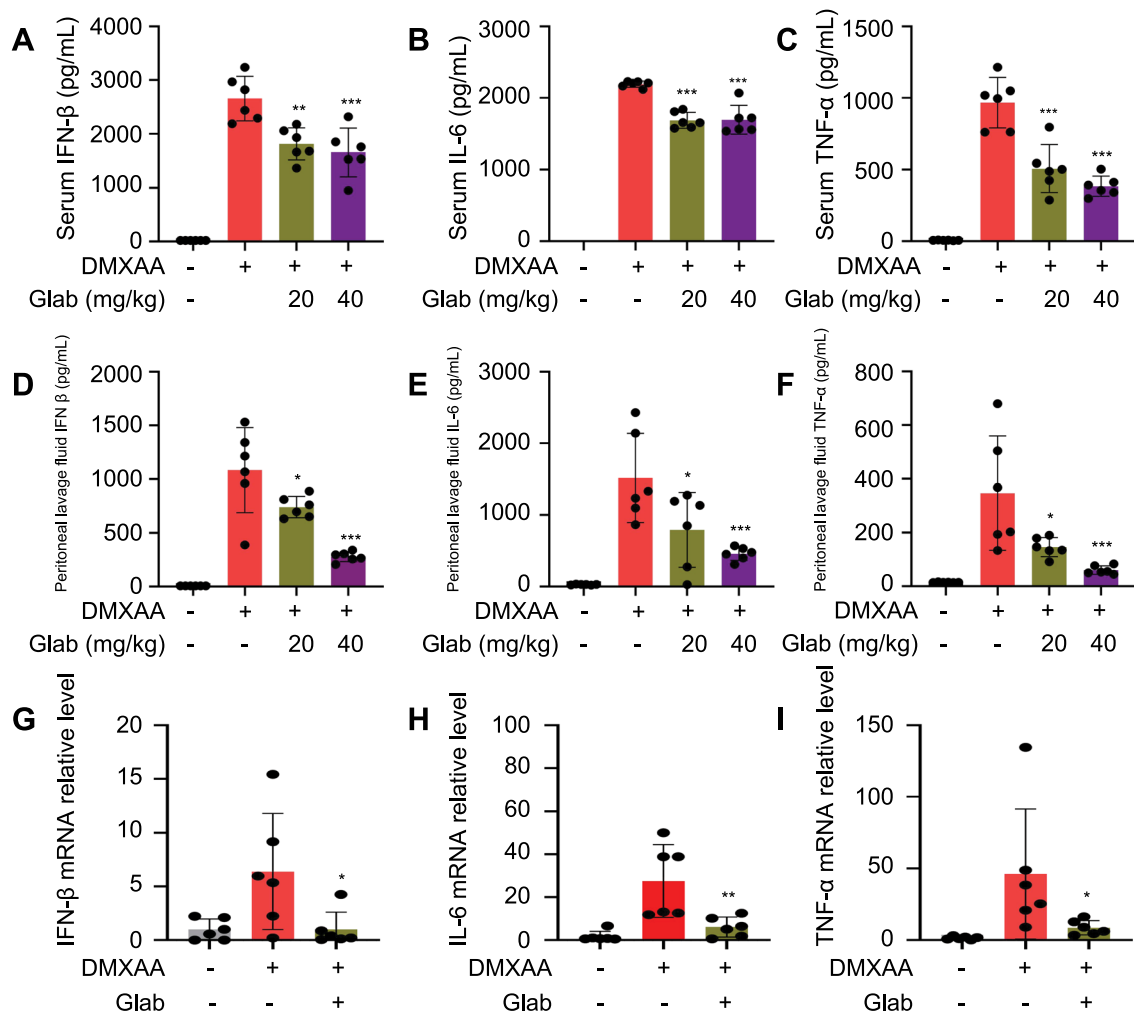 A
Serum IFN-β (pg/mL)
4000
3000
2000
1000
0
** ***
DMXAA - + + +
Glab (mg/kg) - - 20 40
B
Serum IL-6 (pg/mL)
3000
2000
1000
0
*** ***
DMXAA - + + +
Glab (mg/kg) - - 20 40
C
Serum TNF-α (pg/mL)
1500
1000
500
0
*** ***
DMXAA - + + +
Glab (mg/kg) - - 20 40
D
Peritoneal lavage fluid IFN β (pg/mL)
2000
1500
1000
500
0
* ***
DMXAA - + + +
Glab (mg/kg) - - 20 40
E
Peritoneal lavage fluid IL-6 (pg/mL)
3000
2000
1000
0
* ***
DMXAA - + + +
Glab (mg/kg) - - 20 40
F
Peritoneal lavage fluid TNF-α (pg/mL)
800
600
400
200
0
* ***
DMXAA - + + +
Glab (mg/kg) - - 20 40
G
IFN-β mRNA relative level
20
15
10
5
0
*
DMXAA - + +
Glab - - +
H
IL-6 mRNA relative level
100
80
60
40
20
0
**
DMXAA - + +
Glab - - +
I
TNF-α mRNA relative level
150
100
50
0
*
DMXAA - + +
Glab - - +